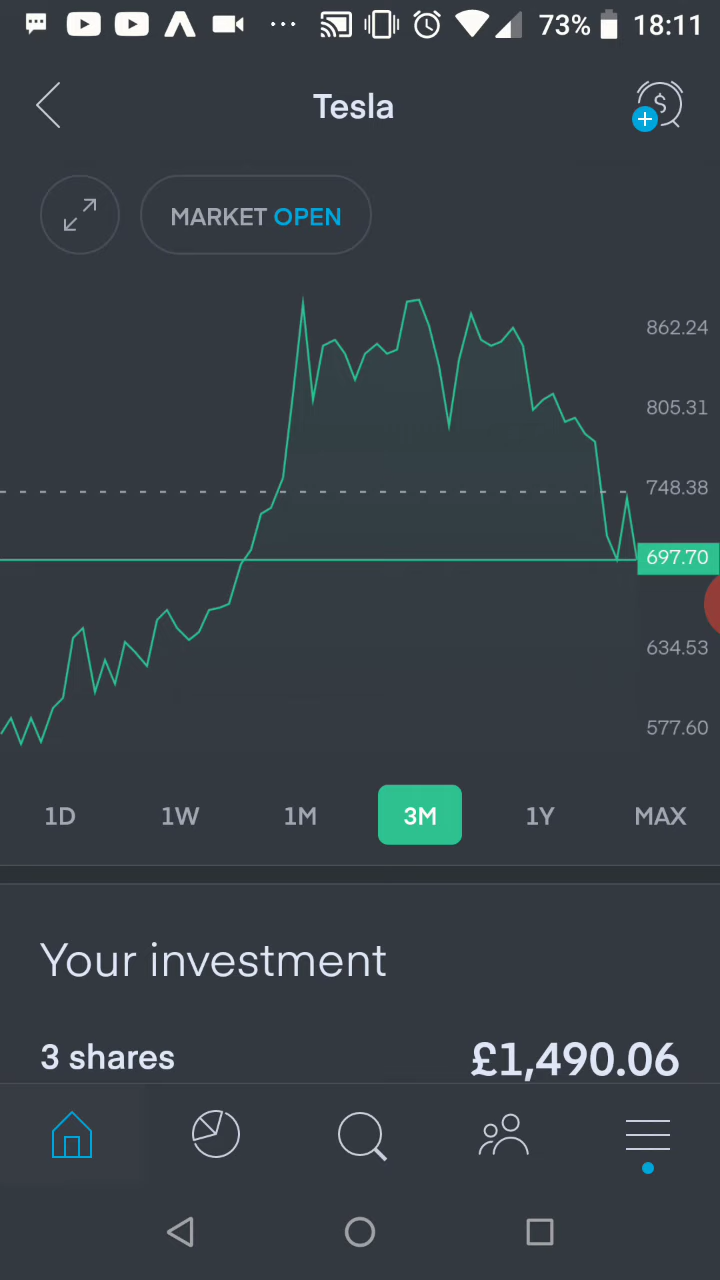 73% 18:11
Tesla
$
MARKET OPEN
862.24
805.31
748.38
697.70
634.53
577.60
1D 1W 1M 3M 1Y MAX
Your investment
3 shares £1,490.06